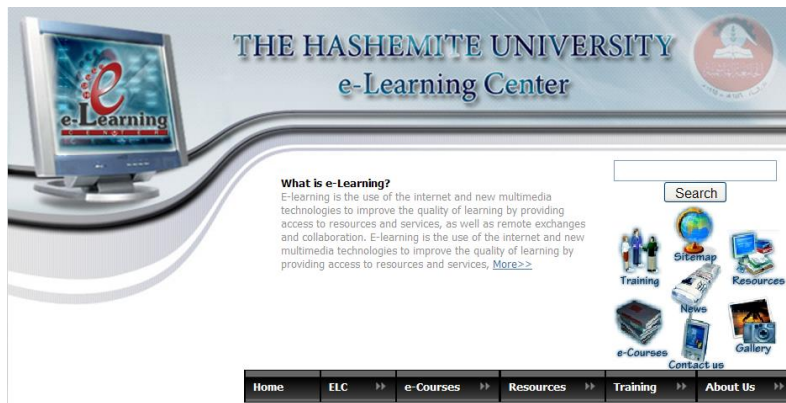 THE HASHEMITE UNIVERSITY
e-Learning Center
e
e-Learning
CENTER
What is e-Learning?
E-learning is the use of the internet and new multimedia
technologies to improve the quality of learning by providing
access to resources and services, as well as remote exchanges
and collaboration. E-learning is the use of the internet and new
multimedia technologies to improve the quality of learning by
providing access to resources and services, More>>
Search
Sitemap
Training
Resources
News
e-Courses
Gallery
Contact us
Home ELC e-Courses Resources Training About Us